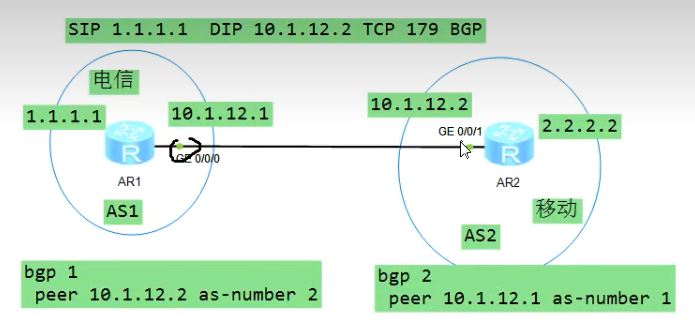 SIP 1.1.1.1  DIP 10.1.12.2 TCP 179 BGP
电信
1.1.1.1
10.1.12.1
10.1.12.2
2.2.2.2
GE 0/0/0
GE 0/0/1
R
R
AR1
AR2
AS1
AS2
移动
bgp 1
peer 10.1.12.2 as-number 2
bgp 2
peer 10.1.12.1 as-number 1